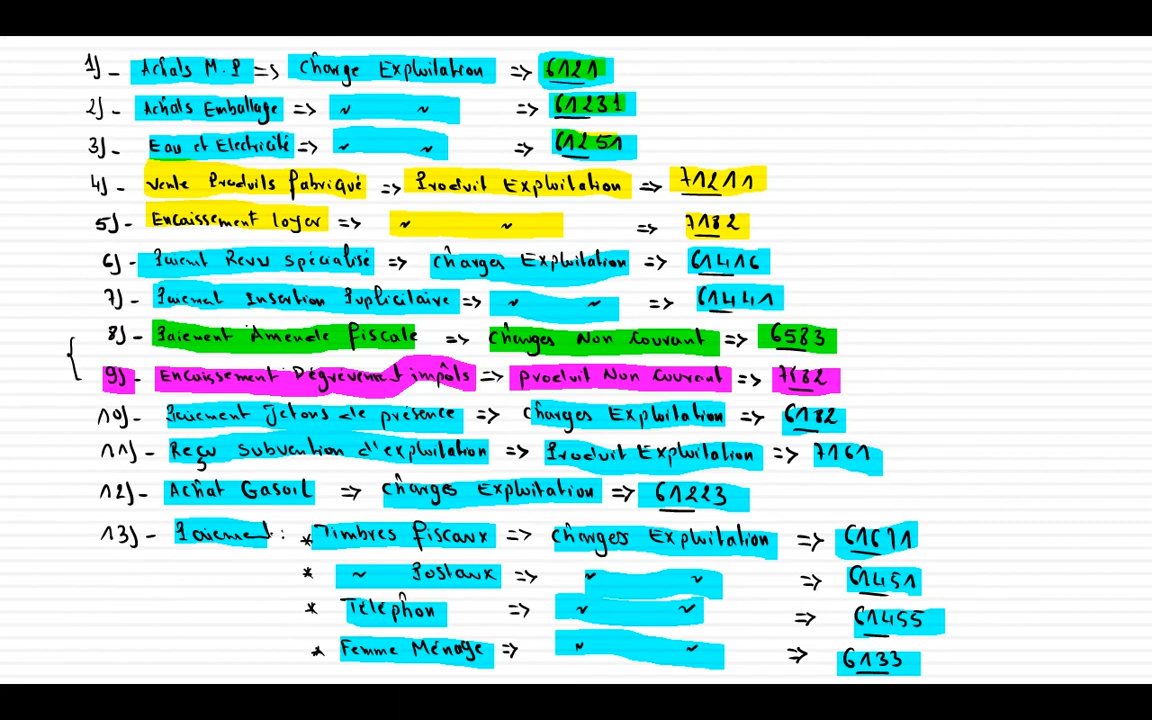 1) - Achats M.P => Charge Exploitation => 6121
2) - Achats Emballage => " " => 61231
3) - Eau et Electricité => " " => 61251
4) - Vente Produits fabriqué => Produit Exploitation => 71211
5) - Encaissement loyer => " " => 7182
6) - Paiemt Revu spécialisé => Charges Exploitation => 61416
7) - Paiemat Insertion Puplicitaire => " " => 61441
8) - Paiement Amende fiscale => Charges Non Courant => 6583
9) - Encaissement Dégrèvement impôts => produit Non Courant => 7582
10) - Paiement Jetons de présence => Charges Exploitation => 6182
11) - Reçu Subvention d'exploitation => Produit Exploitation => 7161
12) - Achat Gasoil => Charges Exploitation => 61223
13) - Paiement : * Timbres fiscaux => Charges Exploitation => 61671
* ~ Postaux => " " => 61451
* Téléphon => " " => 61455
* Femme Ménage => " " => 6133